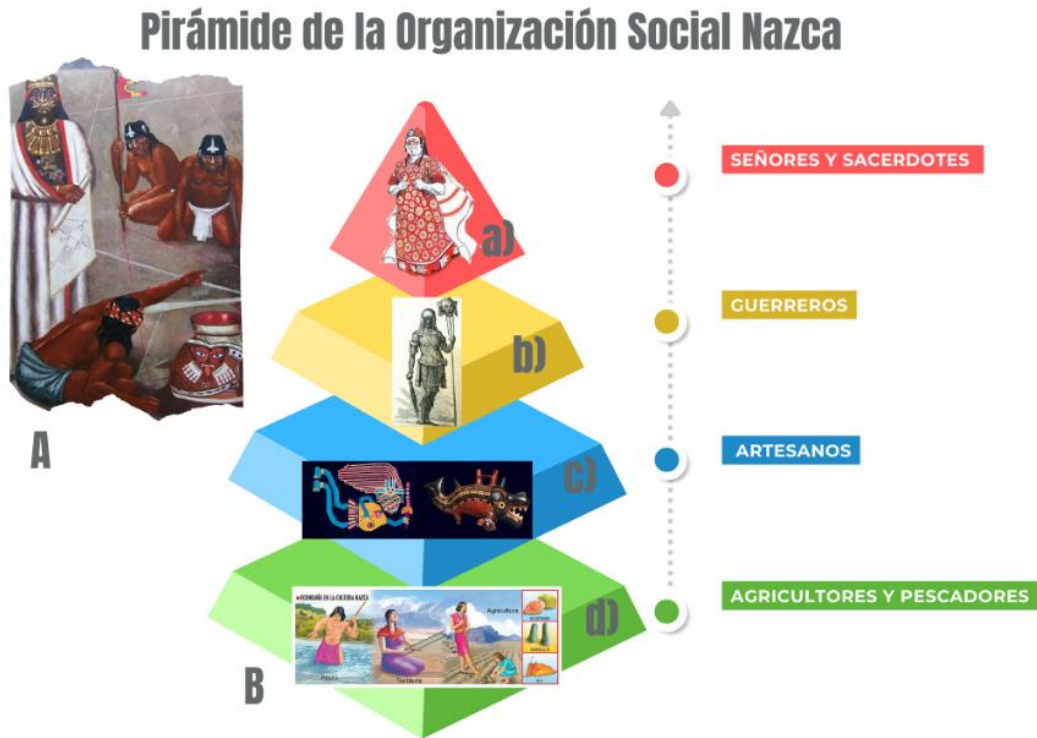 Pirámide de la Organización Social Nazca
SEÑORES Y SACERDOTES
a)
GUERREROS
b)
A
ARTESANOS
c)
ECONOMÍA EN LA CULTURA NAZCA
Agricultura
AGRICULTORES Y PESCADORES
d)
Pesca
Textilería
B